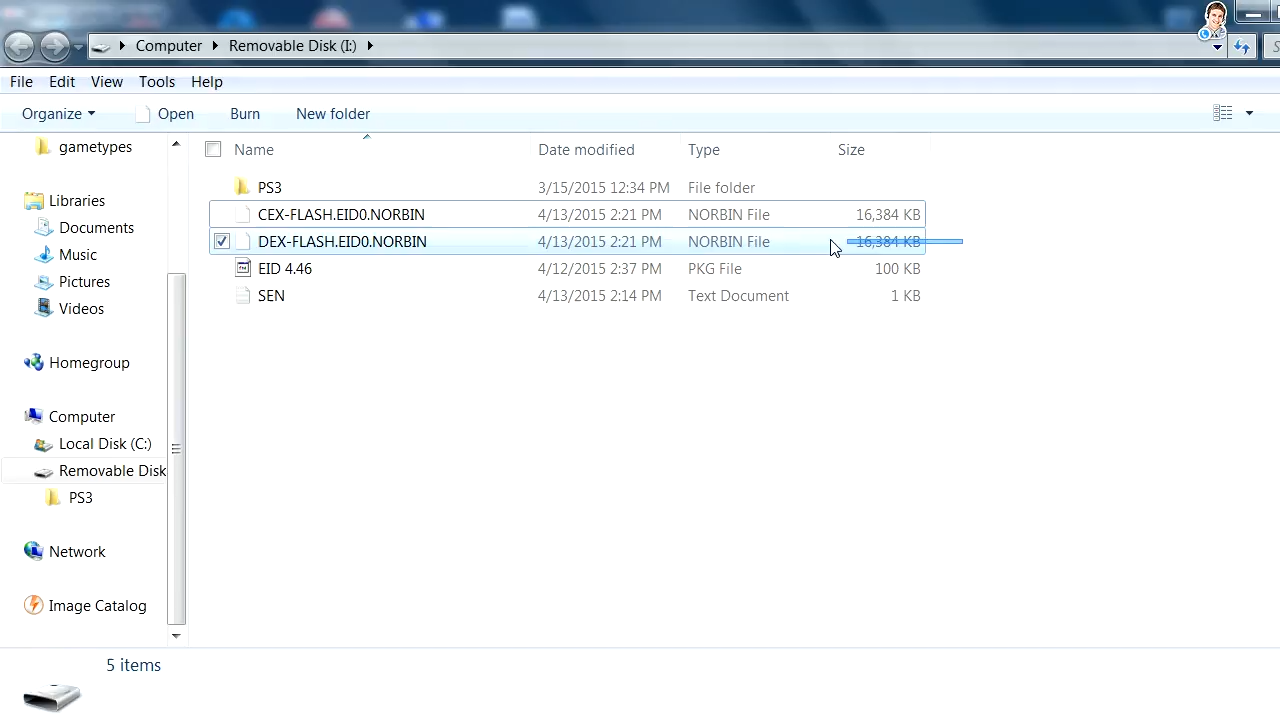 Computer Removable Disk (I:) S
File Edit View Tools Help
Organize Open Burn New folder
Name Date modified Type Size
gametypes
Libraries
Documents
Music
Pictures
Videos
Homegroup
Computer
Local Disk (C:)
Removable Disk
PS3
Network
Image Catalog
PS3 3/15/2015 12:34 PM File folder
CEX-FLASH.EID0.NORBIN 4/13/2015 2:21 PM NORBIN File 16,384 KB
DEX-FLASH.EID0.NORBIN 4/13/2015 2:21 PM NORBIN File 16,384 KB
EID 4.46 4/12/2015 2:37 PM PKG File 100 KB
SEN 4/13/2015 2:14 PM Text Document 1 KB
5 items